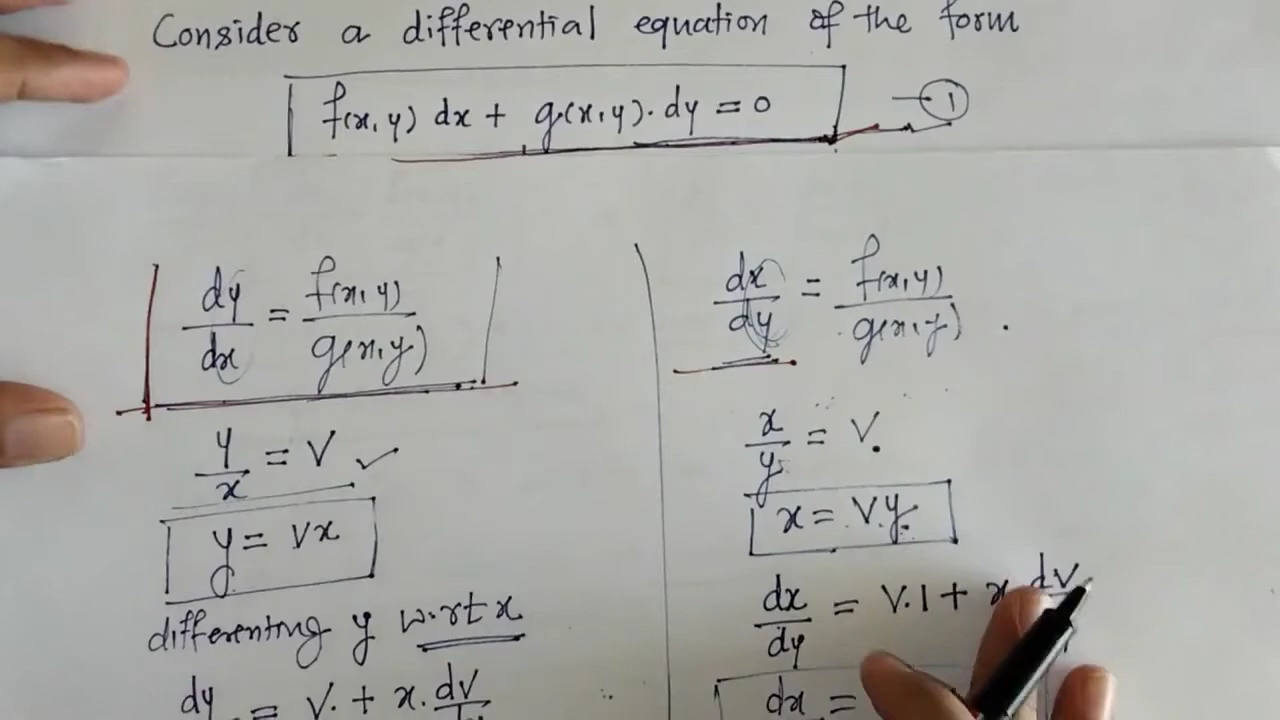 Consider a differential equation of the form
f(x,y) dx + g(x,y). dy = 0 — 1
dy/dx = f(x,y)/g(x,y)
y/x = V ✓
y = Vx
differenting y w.rt x
dy = V. + x. dV
dx/dy = f(x,y)/g(x,y) .
x/y = V.
x = V.y.
dx/dy = V.1 + x dV
dx =